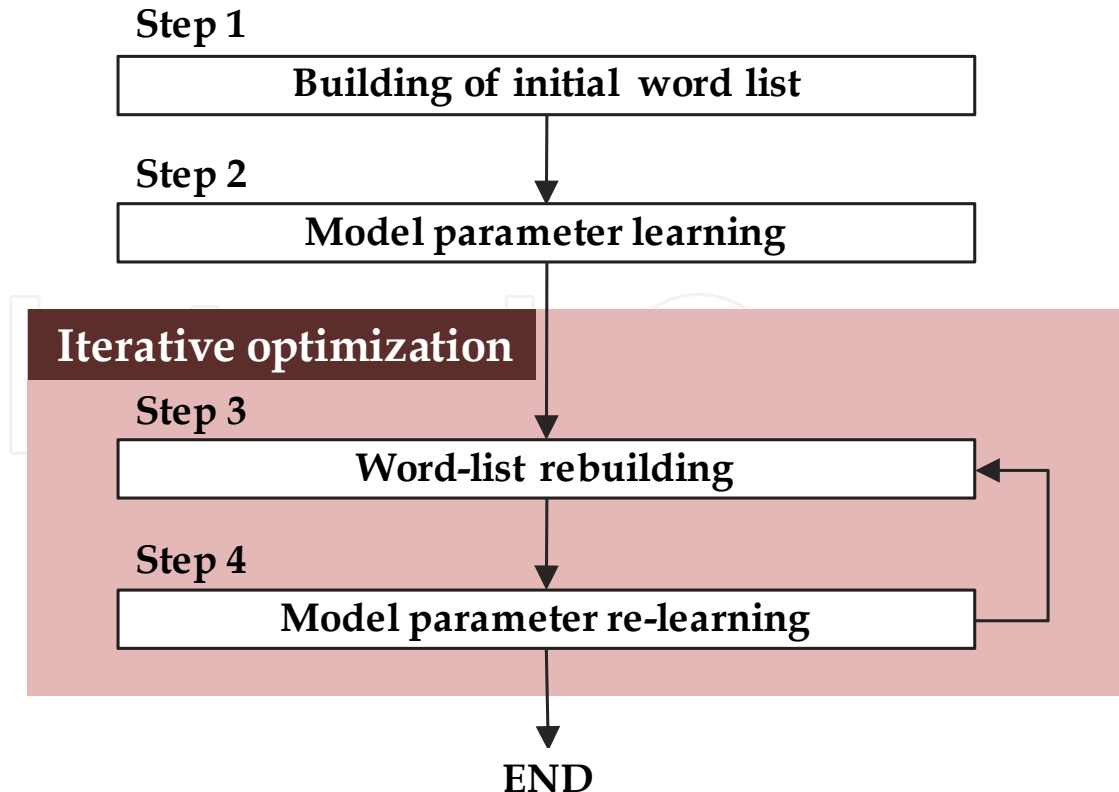 Step 1
Building of initial word list
Step 2
Model parameter learning
Iterative optimization
Step 3
Word-list rebuilding
Step 4
Model parameter re-learning
END